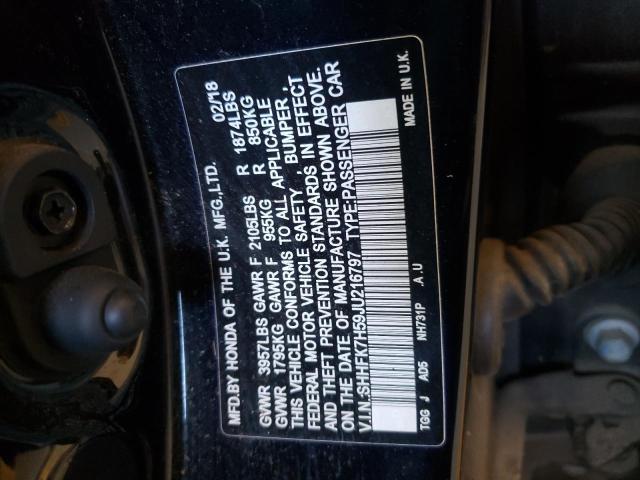 MFD.BY HONDA OF THE U.K. MFG.,LTD. 02/18
GVWR 3957LBS GAWR F 2105LBS R 1874LBS
GVWR 1795KG GAWR F 955KG R 850KG
THIS VEHICLE CONFORMS TO ALL APPLICABLE
FEDERAL MOTOR VEHICLE SAFETY, BUMPER,
AND THEFT PREVENTION STANDARDS IN EFFECT
ON THE DATE OF MANUFACTURE SHOWN ABOVE.
V.I.N.:SHHFK7H59JU216797 TYPE:PASSENGER CAR
TGG J AD5 NH731P A.U MADE IN U.K.